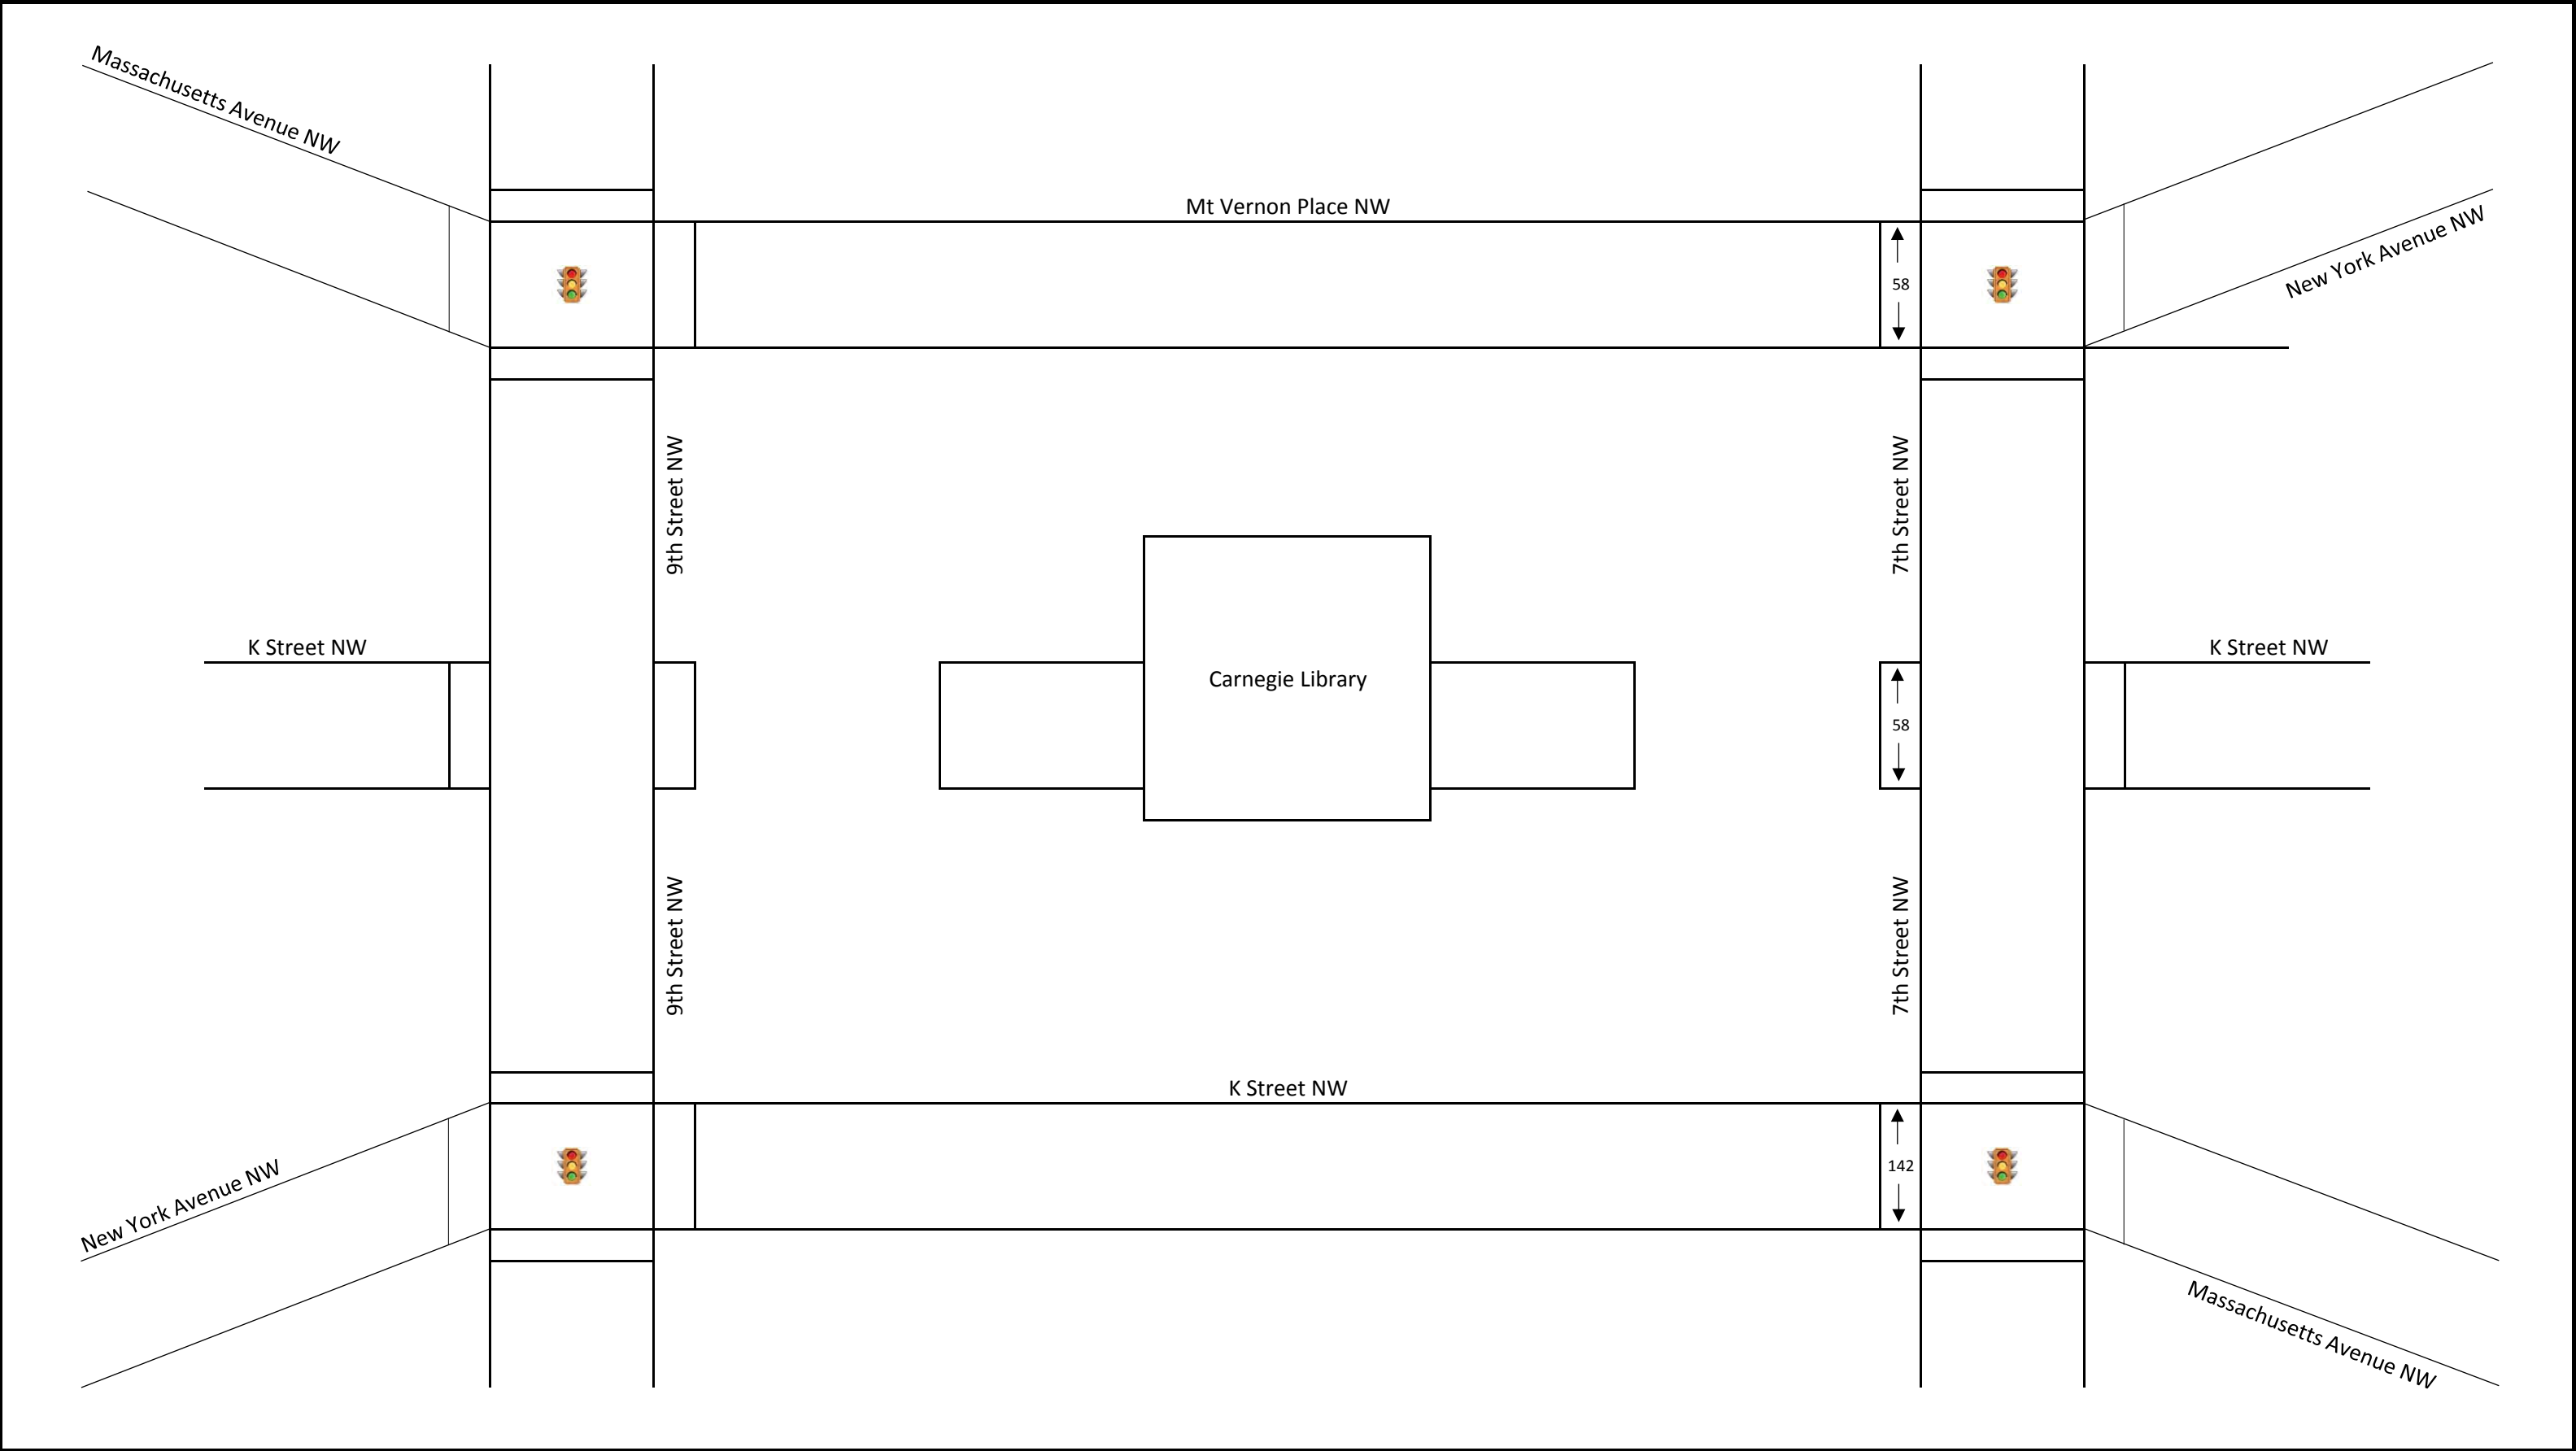 Massachusetts Avenue NW
Mt Vernon Place NW
New York Avenue NW
58
9th Street NW
7th Street NW
K Street NW
K Street NW
Carnegie Library
58
9th Street NW
7th Street NW
K Street NW
142
New York Avenue NW
Massachusetts Avenue NW